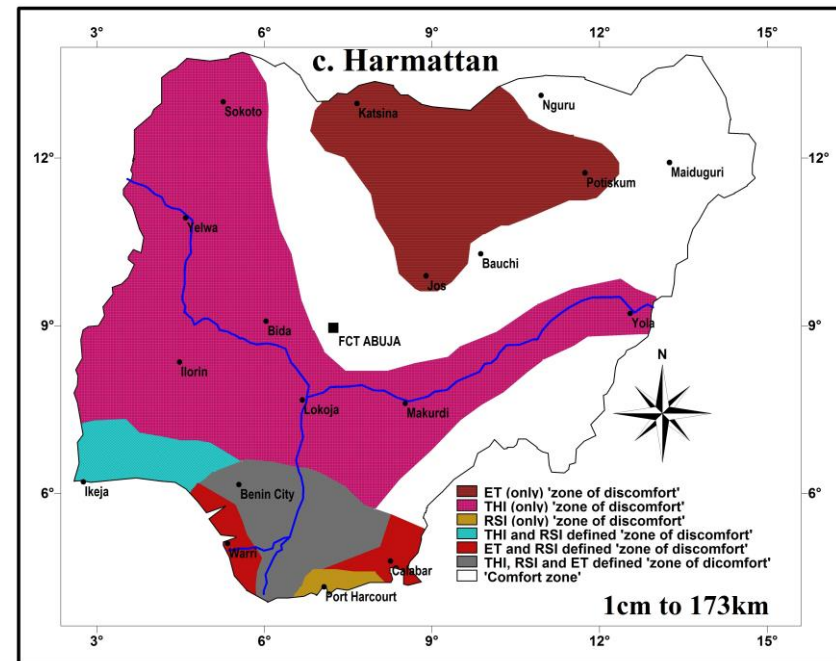 3° 6° 9° 12° 15°
c. Harmattan
Sokoto
Katsina
Nguru
12° 12°
Potiskum
Maiduguri
Yelwa
Bauchi
Jos
9° 9°
Bida
FCT ABUJA
Yola
Ilorin
N
Lokoja
Makurdi
6° 6°
Ikeja
Benin City
Warri
Calabar
Port Harcourt
ET (only) 'zone of discomfort'
THI (only) 'zone of discomfort'
RSI (only) 'zone of discomfort'
THI and RSI defined 'zone of discomfort'
ET and RSI defined 'zone of discomfort'
THI, RSI and ET defined 'zone of dicomfort'
'Comfort zone'
1cm to 173km
3° 6° 9° 12° 15°